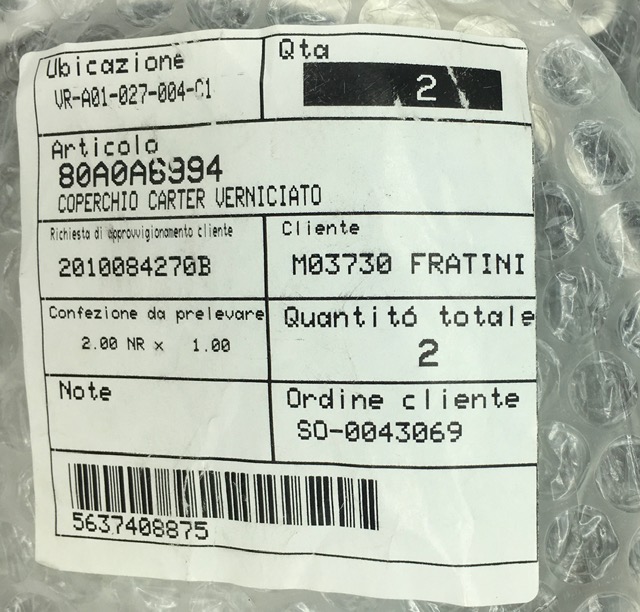 Ubicazione
VR-A01-027-004-C1
Qta
2
Articolo
80A0A6994
COPERCHIO CARTER VERNICIATO
Richiesta di approvvigionamento cliente
2010084270B
Cliente
M03730 FRATINI
Confezione da prelevare
2.00 NR x 1.00
Quantitó totale
2
Note
Ordine cliente
SO-0043069
5637408875